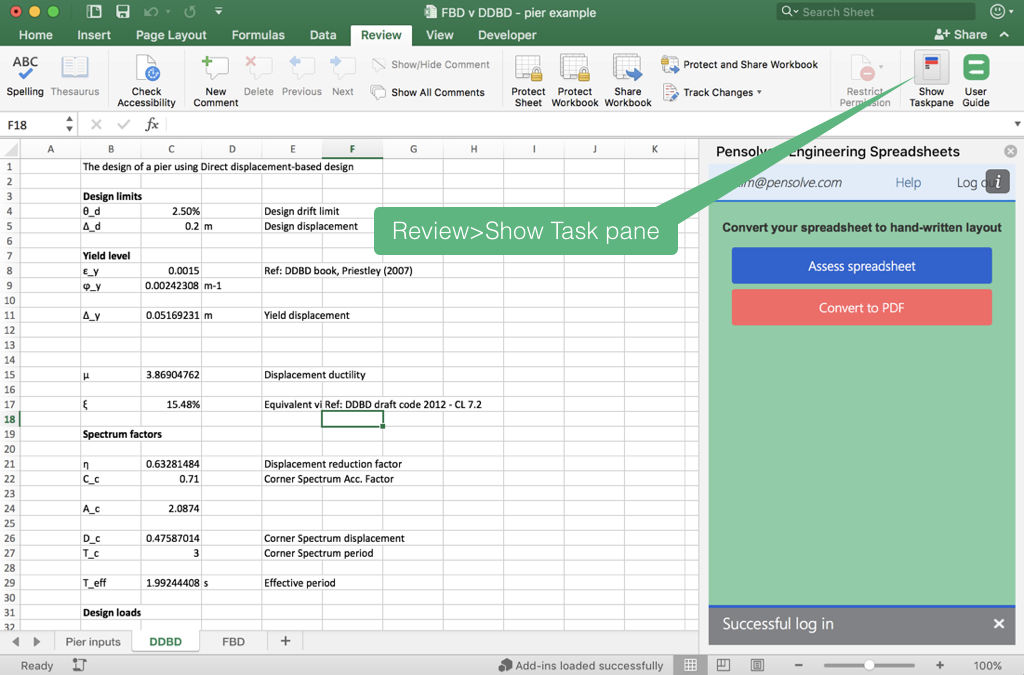 FBD v DDBD - pier example
Search Sheet
Home Insert Page Layout Formulas Data Review View Developer
Share
ABC
Spelling
Thesaurus
Check Accessibility
New Comment
Delete
Previous
Next
Show/Hide Comment
Show All Comments
Protect Sheet
Protect Workbook
Share Workbook
Protect and Share Workbook
Track Changes
Restrict Permission
Show Taskpane
User Guide
F18 fx
A B C D E F G H I J K
1 The design of a pier using Direct displacement-based design
2
3 Design limits
4 θ_d 2.50% Design drift limit
5 Δ_d 0.2 m Design displacement
6
7 Yield level
8 ε_y 0.0015 Ref: DDBD book, Priestley (2007)
9 φ_y 0.00242308 m-1
10
11 Δ_y 0.05169231 m Yield displacement
12
13
14
15 μ 3.86904762 Displacement ductility
16
17 ξ 15.48% Equivalent vi Ref: DDBD draft code 2012 - CL 7.2
18
19 Spectrum factors
20
21 η 0.63281484 Displacement reduction factor
22 C_c 0.71 Corner Spectrum Acc. Factor
23
24 A_c 2.0874
25
26 D_c 0.47587014 Corner Spectrum displacement
27 T_c 3 Corner Spectrum period
28
29 T_eff 1.99244408 s Effective period
30
31 Design loads
32
Review>Show Task pane
Engineering Spreadsheets
@pensolve.com Help Log
i
Convert your spreadsheet to hand-written layout
Assess spreadsheet
Convert to PDF
Successful log in
Pier inputs DDBD FBD +
Ready
Add-ins loaded successfully
100%